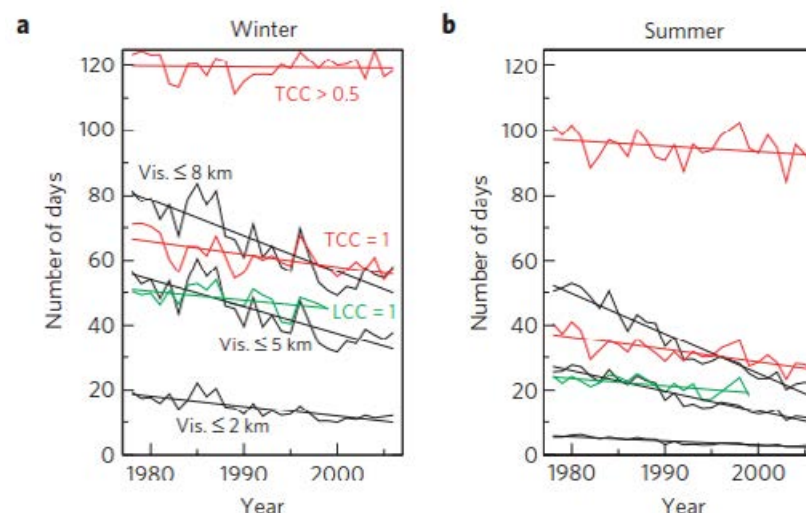 a
Winter
120
100
80
60
40
20
0
Number of days
TCC > 0.5
Vis. ≤ 8 km
TCC = 1
LCC = 1
Vis. ≤ 5 km
Vis. ≤ 2 km
1980
1990
2000
Year
b
Summer
120
100
80
60
40
20
0
Number of days
1980
1990
2000
Year